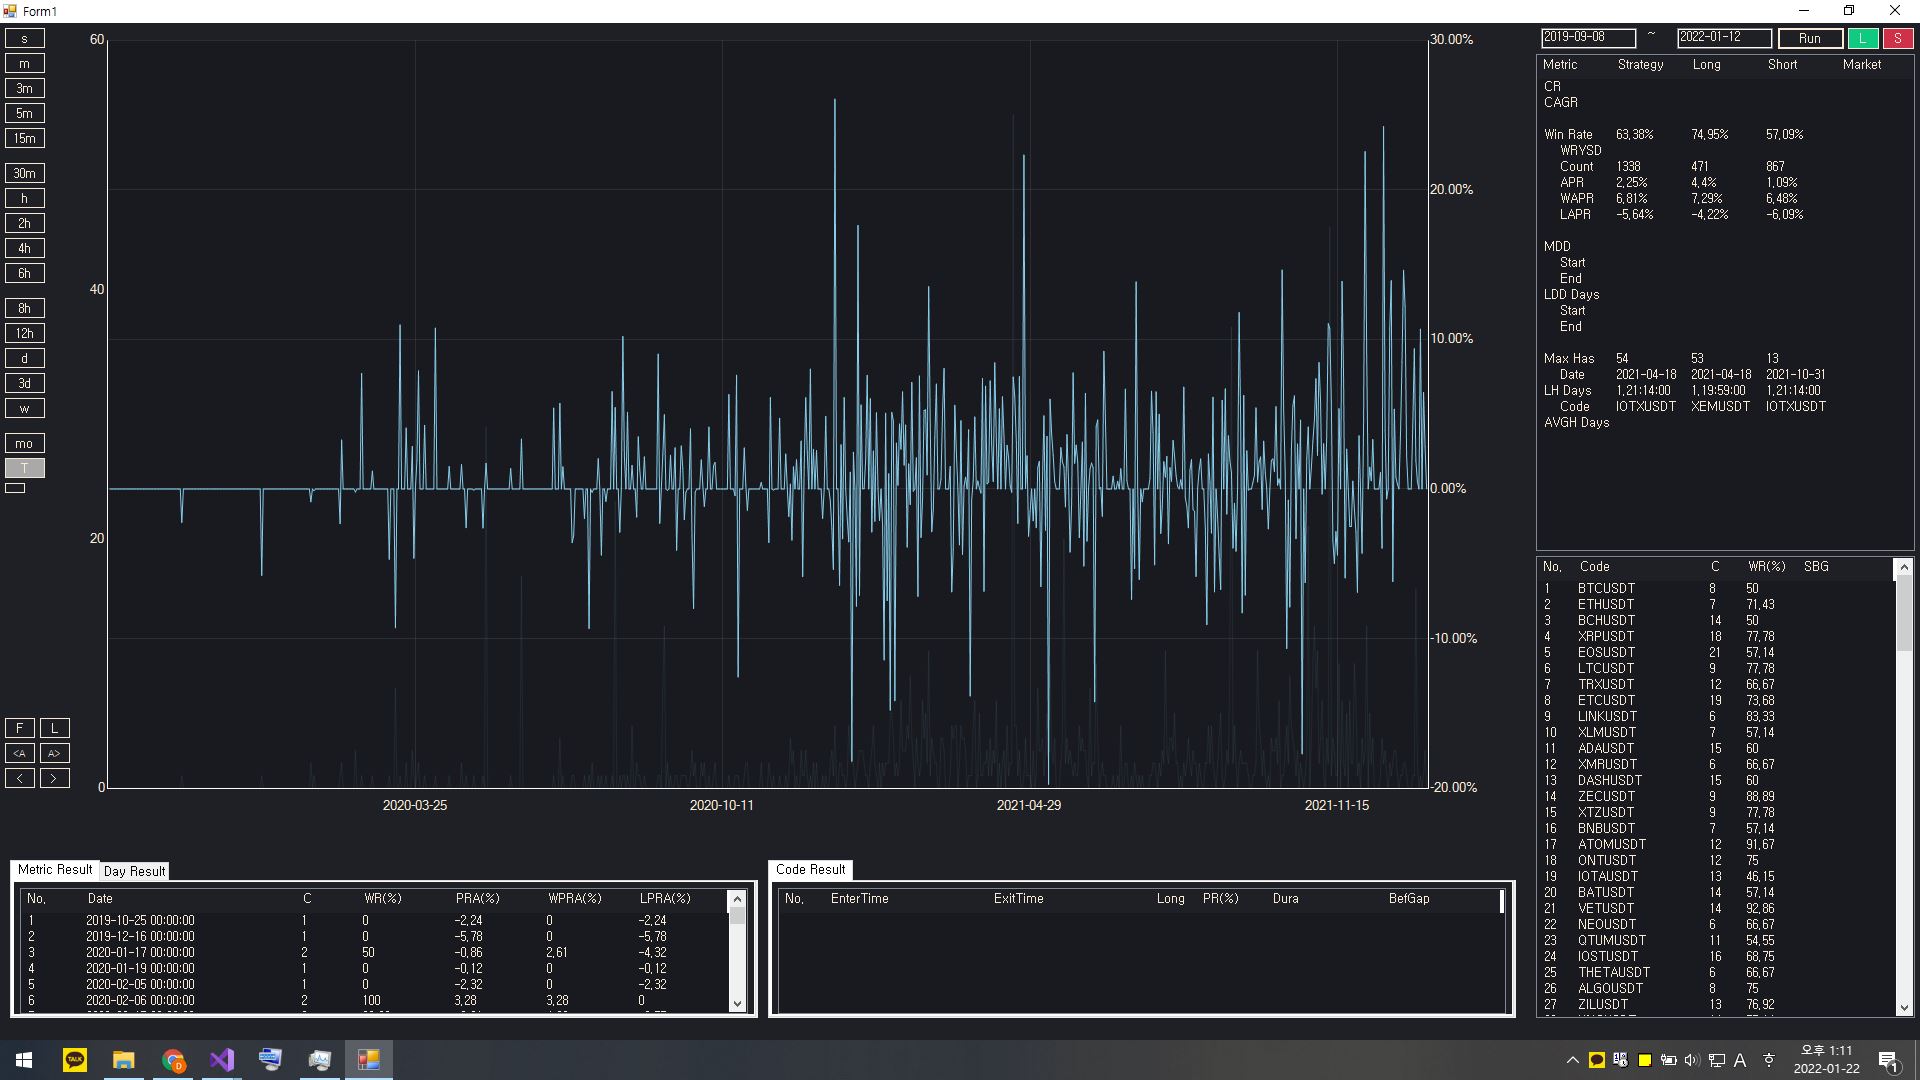 Form1
s
m
3m
5m
15m
30m
h
2h
4h
6h
8h
12h
d
3d
w
mo
T
F L
<A A>
< >
60
40
20
0
30.00%
20.00%
10.00%
0.00%
-10.00%
-20.00%
2020-03-25 2020-10-11 2021-04-29 2021-11-15
2019-09-08 ~ 2022-01-12 Run L S
Metric Strategy Long Short Market
CR
CAGR
Win Rate 63.38% 74.95% 57.09%
WRYSD
Count 1338 471 867
APR 2.25% 4.4% 1.09%
WAPR 6.81% 7.29% 6.48%
LAPR -5.64% -4.22% -6.09%
MDD
Start
End
LDD Days
Start
End
Max Has 54 53 13
Date 2021-04-18 2021-04-18 2021-10-31
LH Days 1.21:14:00 1.19:59:00 1.21:14:00
Code IOTXUSDT XEMUSDT IOTXUSDT
AVGH Days
No. Code C WR(%) SBG
1 BTCUSDT 8 50
2 ETHUSDT 7 71.43
3 BCHUSDT 14 50
4 XRPUSDT 18 77.78
5 EOSUSDT 21 57.14
6 LTCUSDT 9 77.78
7 TRXUSDT 12 66.67
8 ETCUSDT 19 73.68
9 LINKUSDT 6 83.33
10 XLMUSDT 7 57.14
11 ADAUSDT 15 60
12 XMRUSDT 6 66.67
13 DASHUSDT 15 60
14 ZECUSDT 9 88.89
15 XTZUSDT 9 77.78
16 BNBUSDT 7 57.14
17 ATOMUSDT 12 91.67
18 ONTUSDT 12 75
19 IOTAUSDT 13 46.15
20 BATUSDT 14 57.14
21 VETUSDT 14 92.86
22 NEOUSDT 6 66.67
23 QTUMUSDT 11 54.55
24 IOSTUSDT 16 68.75
25 THETAUSDT 6 66.67
26 ALGOUSDT 8 75
27 ZILUSDT 13 76.92
Metric Result Day Result
No. Date C WR(%) PRA(%) WPRA(%) LPRA(%)
1 2019-10-25 00:00:00 1 0 -2.24 0 -2.24
2 2019-12-16 00:00:00 1 0 -5.78 0 -5.78
3 2020-01-17 00:00:00 2 50 -0.86 2.61 -4.32
4 2020-01-19 00:00:00 1 0 -0.12 0 -0.12
5 2020-02-05 00:00:00 1 0 -2.32 0 -2.32
6 2020-02-06 00:00:00 2 100 3.28 3.28 0
Code Result
No. EnterTime ExitTime Long PR(%) Dura BefGap
TALK
A 오후 1:11
2022-01-22
1